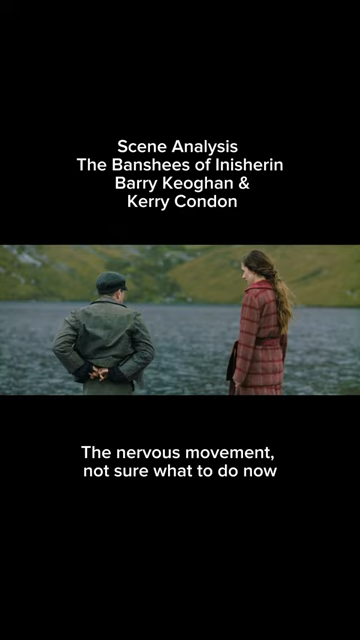 Scene Analysis
The Banshees of Inisherin
Barry Keoghan &
Kerry Condon
The nervous movement,
not sure what to do now